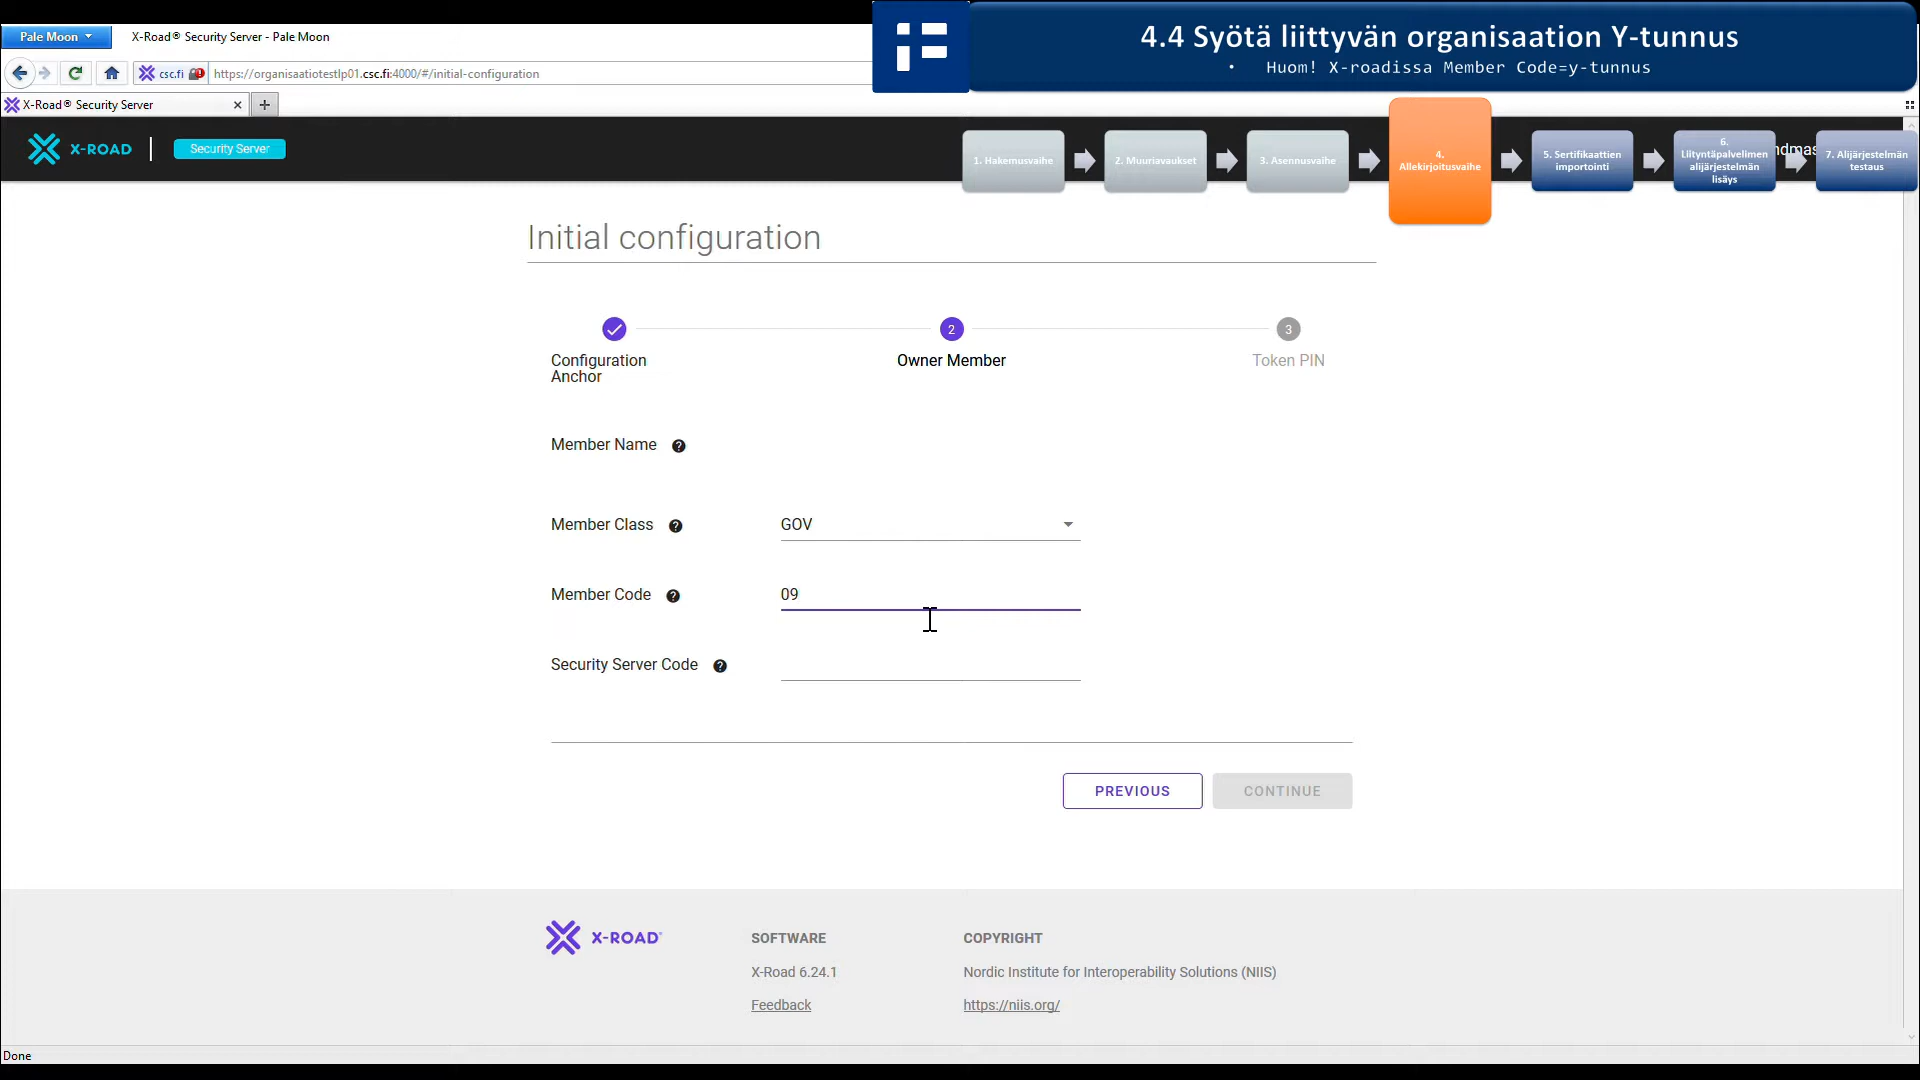 Pale Moon
X-Road® Security Server - Pale Moon
4.4 Syötä liittyvän organisaation Y-tunnus
• Huom! X-roadissa Member Code=y-tunnus
csc.fi
https://organisaatiotestlp01.csc.fi:4000/#/initial-configuration
X-Road® Security Server
X-ROAD
Security Server
1. Hakemusvaihe
2. Muuriavaukset
3. Asennusvaihe
4.
Allekirjoitusvaihe
5. Sertifikaattien
importointi
6.
Liityntäpalvelimen
alijärjestelmän
lisäys
7. Alijärjestelmän
testaus
Initial configuration
2
3
Configuration
Anchor
Owner Member
Token PIN
Member Name ?
Member Class ?
GOV
Member Code ?
09
Security Server Code ?
PREVIOUS
CONTINUE
X-ROAD®
SOFTWARE
COPYRIGHT
X-Road 6.24.1
Nordic Institute for Interoperability Solutions (NIIS)
Feedback
https://niis.org/
Done